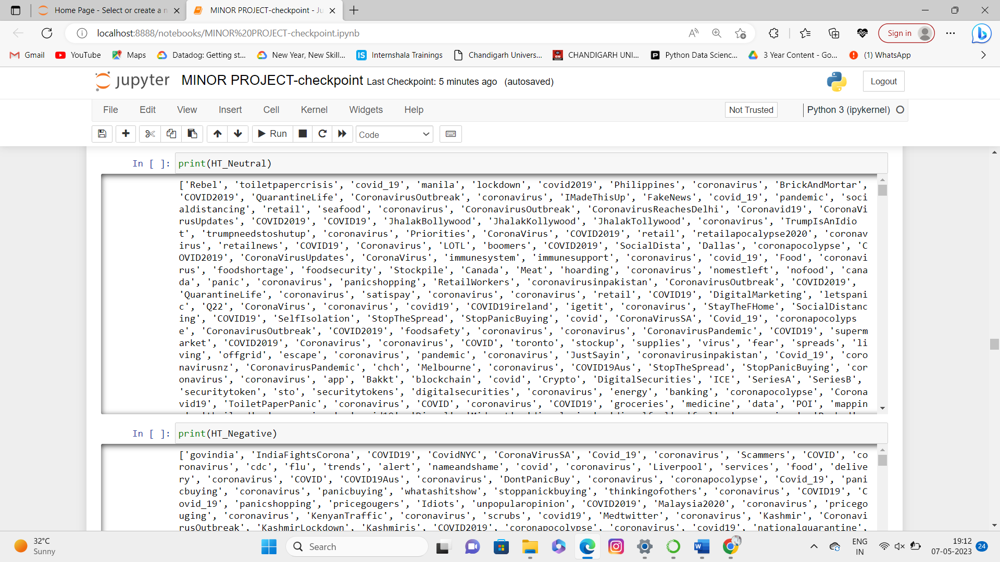 Home Page - Select or create a n
MINOR PROJECT-checkpoint - Ju
localhost:8888/notebooks/MINOR%20PROJECT-checkpoint.ipynb
Sign in
Gmail
YouTube
Maps
Datadog: Getting st...
New Year, New Skill...
IS
Internshala Trainings
Chandigarh Univers...
CHANDIGARH UNI...
Python Data Scienc...
3 Year Content - Go...
(1) WhatsApp
jupyter MINOR PROJECT-checkpoint Last Checkpoint: 5 minutes ago (autosaved)
Logout
File Edit View Insert Cell Kernel Widgets Help
Not Trusted
Python 3 (ipykernel)
Run
Code
In [ ]: print(HT_Neutral)
['Rebel', 'toiletpapercrisis', 'covid_19', 'manila', 'lockdown', 'covid2019', 'Philippines', 'coronavirus', 'BrickAndMortar',
'COVID2019', 'QuarantineLife', 'CoronavirusOutbreak', 'coronavirus', 'IMadeThisUp', 'FakeNews', 'covid_19', 'pandemic', 'soci
aldistancing', 'retail', 'seafood', 'coronavirus', 'CoronavirusOutbreak', 'CoronavirusReachesDelhi', 'Coronavid19', 'CoronaVi
rusUpdates', 'COVID2019', 'COVID19', 'JhalakBollywood', 'JhalakKollywood', 'JhalakTollywood', 'coronavirus', 'TrumpIsAnIdio
t', 'trumpneedstoshutup', 'coronavirus', 'Priorities', 'CoronaVirus', 'COVID2019', 'retail', 'retailapocalypse2020', 'coronav
irus', 'retailnews', 'COVID19', 'Coronavirus', 'LOTL', 'boomers', 'COVID2019', 'SocialDista', 'Dallas', 'coronapocolypse', 'C
OVID2019', 'CoronaVirusUpdates', 'CoronaVirus', 'immunesystem', 'immunesupport', 'coronavirus', 'covid_19', 'Food', 'coronavi
rus', 'foodshortage', 'foodsecurity', 'Stockpile', 'Canada', 'Meat', 'hoarding', 'coronavirus', 'nomestleft', 'nofood', 'cana
da', 'panic', 'coronavirus', 'panicshopping', 'RetailWorkers', 'coronavirusinpakistan', 'CoronavirusOutbreak', 'COVID2019',
'QuarantineLife', 'coronavirus', 'satispay', 'coronavirus', 'coronavirus', 'retail', 'COVID19', 'DigitalMarketing', 'letspani
c', 'Q22', 'CoronaVirus', 'coronavirus', 'covid19', 'COVID19ireland', 'igetit', 'coronavirus', 'StayTheFHome', 'SocialDistanc
ing', 'COVID19', 'SelfIsolation', 'StopTheSpread', 'StopPanicBuying', 'covid', 'CoronaVirusSA', 'Covid_19', 'coronapocolyps
e', 'CoronavirusOutbreak', 'COVID2019', 'foodsafety', 'coronavirus', 'coronavirus', 'CoronavirusPandemic', 'COVID19', 'superm
arket', 'COVID2019', 'Coronavirus', 'coronavirus', 'COVID', 'toronto', 'stockup', 'supplies', 'virus', 'fear', 'spreads', 'li
ving', 'offgrid', 'escape', 'coronavirus', 'pandemic', 'coronavirus', 'JustSayin', 'coronavirusinpakistan', 'Covid_19', 'coro
navirusnz', 'CoronavirusPandemic', 'chch', 'Melbourne', 'coronavirus', 'COVID19Aus', 'StopTheSpread', 'StopPanicBuying', 'cor
onavirus', 'coronavirus', 'app', 'Bakkt', 'blockchain', 'covid', 'Crypto', 'DigitalSecurities', 'ICE', 'SeriesA', 'SeriesB',
'securitytoken', 'sto', 'securitytokens', 'digitalsecurities', 'coronavirus', 'energy', 'banking', 'coronapocolypse', 'Corona
vid19', 'ToiletPaperPanic', 'coronavirus', 'COVID', 'coronavirus', 'COVID19', 'groceries', 'medicine', 'data', 'POI', 'mappin
In [ ]: print(HT_Negative)
['govindia', 'IndiaFightsCorona', 'COVID19', 'CovidNYC', 'CoronaVirusSA', 'Covid_19', 'coronavirus', 'Scammers', 'COVID', 'co
ronavirus', 'cdc', 'flu', 'trends', 'alert', 'nameandshame', 'covid', 'coronavirus', 'Liverpool', 'services', 'food', 'delive
ry', 'coronavirus', 'COVID', 'COVID19Aus', 'coronavirus', 'DontPanicBuy', 'coronavirus', 'coronapocolypse', 'Covid_19', 'pani
cbuying', 'coronavirus', 'panicbuying', 'whatashitshow', 'stoppanickbuying', 'thinkingofothers', 'coronavirus', 'COVID19', 'C
ovid_19', 'panicshopping', 'pricegougers', 'Idiots', 'unpopularopinion', 'COVID2019', 'Malaysia2020', 'coronavirus', 'pricego
uging', 'coronavirus', 'KenyanTraffic', 'coronavirus', 'scrubs', 'covid19', 'Medtwitter', 'coronavirus', 'Kashmir', 'Coronavi
rusOutbreak', 'KashmirLockdown', 'Kashmiris', 'COVID2019', 'coronapocolypse', 'coronavirus', 'covid19', 'nationalquarantine',
32°C
Sunny
Search
ENG
IN
19:12
07-05-2023
24